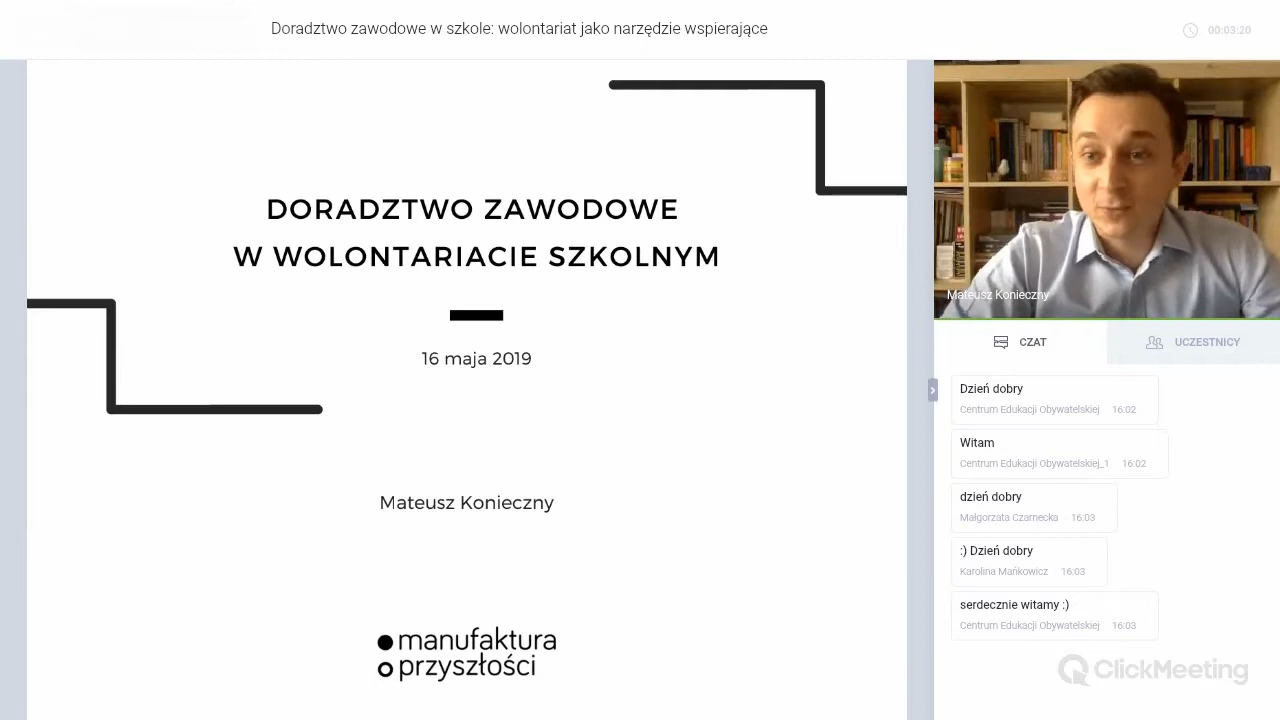 Doradztwo zawodowe w szkole: wolontariat jako narzędzie wspierające
00:03:20
DORADZTWO ZAWODOWE
W WOLONTARIACIE SZKOLNYM
16 maja 2019
Mateusz Konieczny
manufaktura
przyszłości
Mateusz Konieczny
CZAT
UCZESTNICY
Dzień dobry
Centrum Edukacji Obywatelskiej 16:02
Witam
Centrum Edukacji Obywatelskiej_1 16:02
dzień dobry
Małgorzata Czarnecka 16:03
:) Dzień dobry
Karolina Mańkowicz 16:03
serdecznie witamy :)
Centrum Edukacji Obywatelskiej 16:03
ClickMeeting